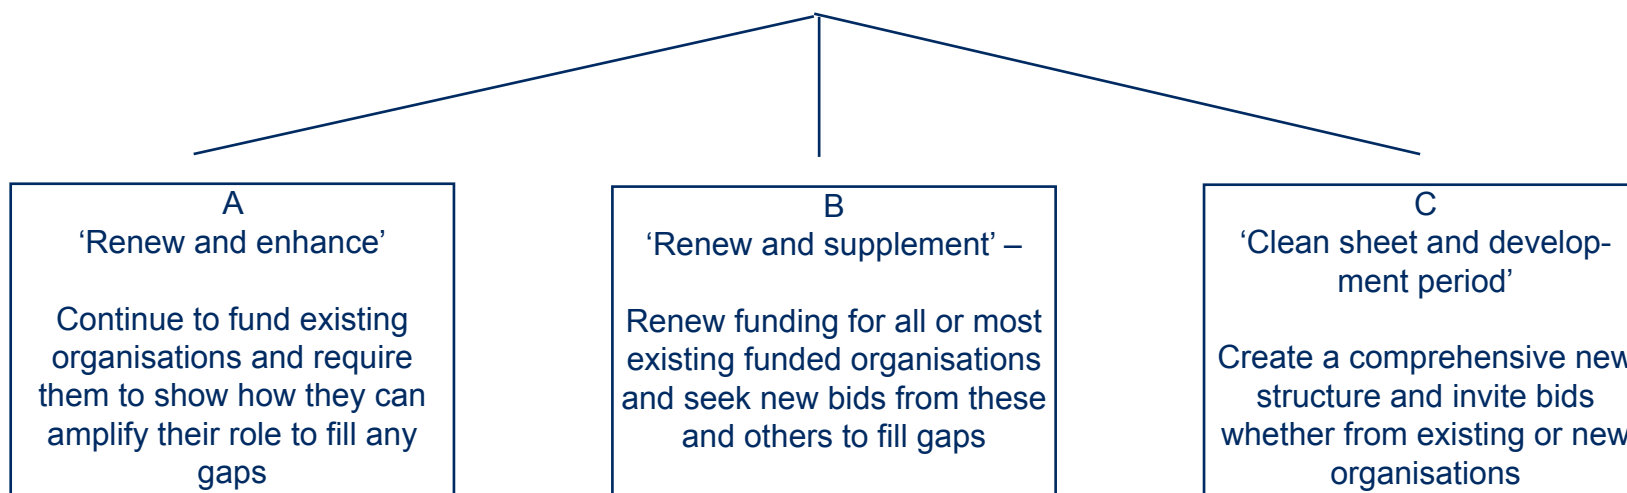 A
‘Renew and enhance’
Continue to fund existing
organisations and require
them to show how they can
amplify their role to fill any
gaps
B
‘Renew and supplement’ –
Renew funding for all or most
existing funded organisations
and seek new bids from these
and others to fill gaps
C
‘Clean sheet and develop-
ment period’
Create a comprehensive new
structure and invite bids
whether from existing or new
organisations